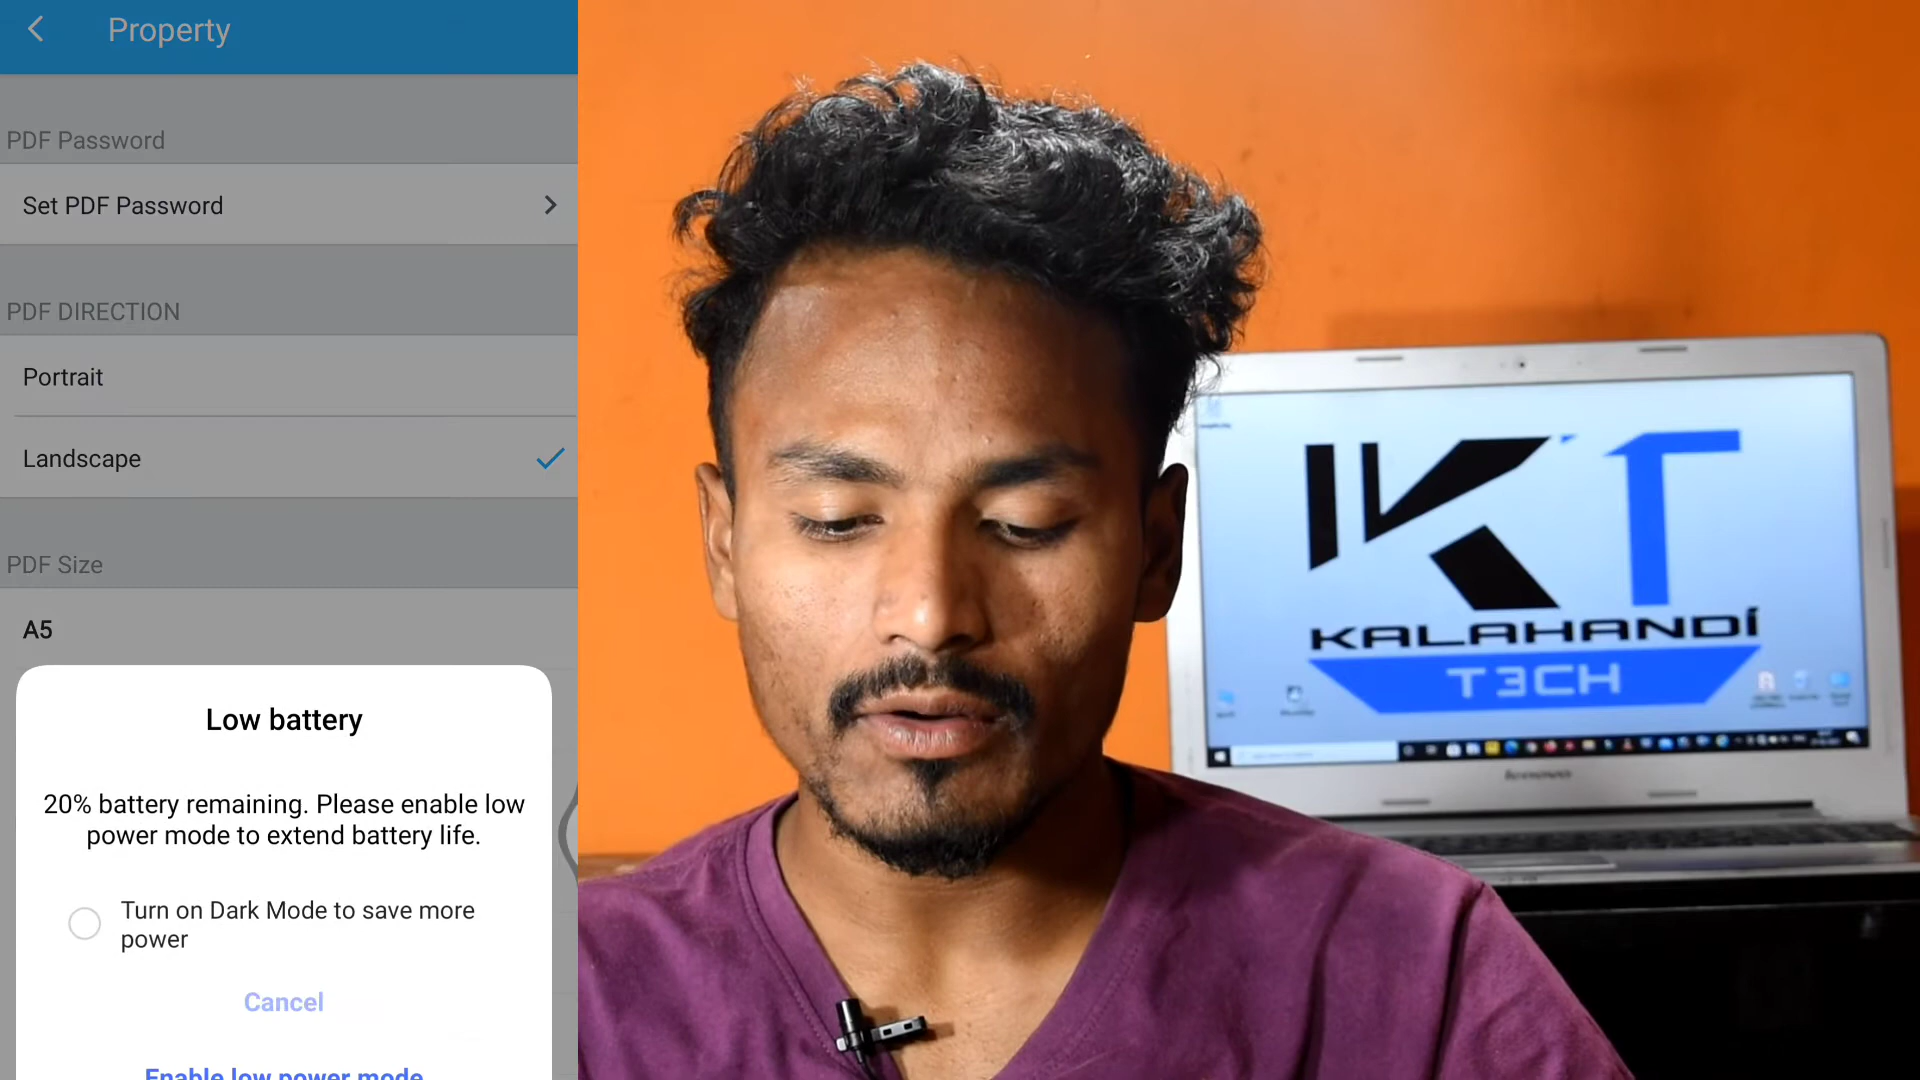 Property
PDF Password
Set PDF Password
PDF DIRECTION
Portrait
Landscape
PDF Size
A5
Low battery
20% battery remaining. Please enable low
power mode to extend battery life.
Turn on Dark Mode to save more
power
Cancel
Enable low power mode
KT
KALAHANDI
T3CH
lenovo